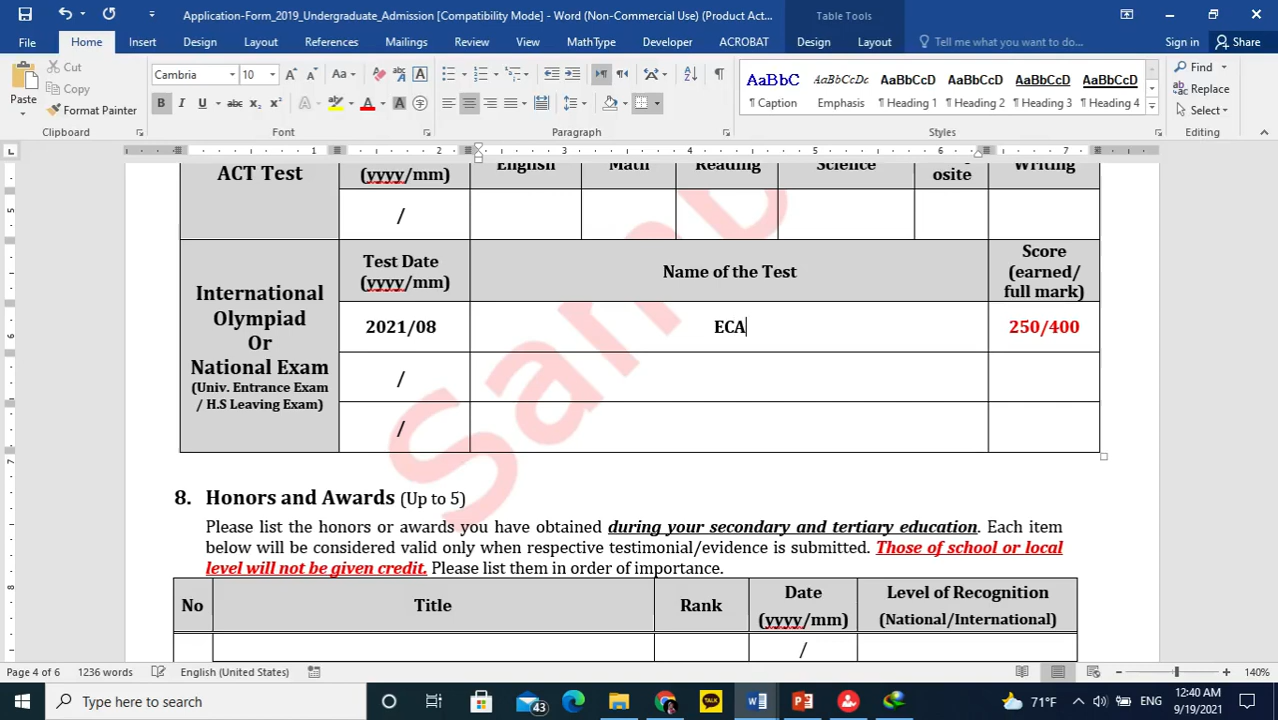 Application-Form_2019_Undergraduate_Admission [Compatibility Mode] - Word (Non-Commercial Use) (Product Act...
Table Tools
File Home Insert Design Layout References Mailings Review View MathType Developer ACROBAT Design Layout Tell me what you want to do... Sign in Share
Paste
Cut
Copy
Format Painter
Clipboard
Cambria 10
Font
Paragraph
AaBbC AaBbCcDc AaBbCcD AaBbCcD AaBbCcD AaBbCcD
¶ Caption Emphasis ¶ Heading 1 ¶ Heading 2 ¶ Heading 3 ¶ Heading 4
Styles
Find
Replace
Select
Editing
ACT Test
(yyyy/mm)
English
Math
Reading
Science
osite
Writing
/
International
Olympiad
Or
National Exam
(Univ. Entrance Exam
/ H.S Leaving Exam)
Test Date
(yyyy/mm)
Name of the Test
Score
(earned/
full mark)
2021/08 ECA 250/400
/
/
8. Honors and Awards (Up to 5)
Please list the honors or awards you have obtained during your secondary and tertiary education. Each item
below will be considered valid only when respective testimonial/evidence is submitted. Those of school or local
level will not be given credit. Please list them in order of importance.
No
Title
Rank
Date
(yyyy/mm)
Level of Recognition
(National/International)
/
Page 4 of 6 1236 words English (United States) 140%
Type here to search
43
TALK
71°F
ENG
12:40 AM
9/19/2021